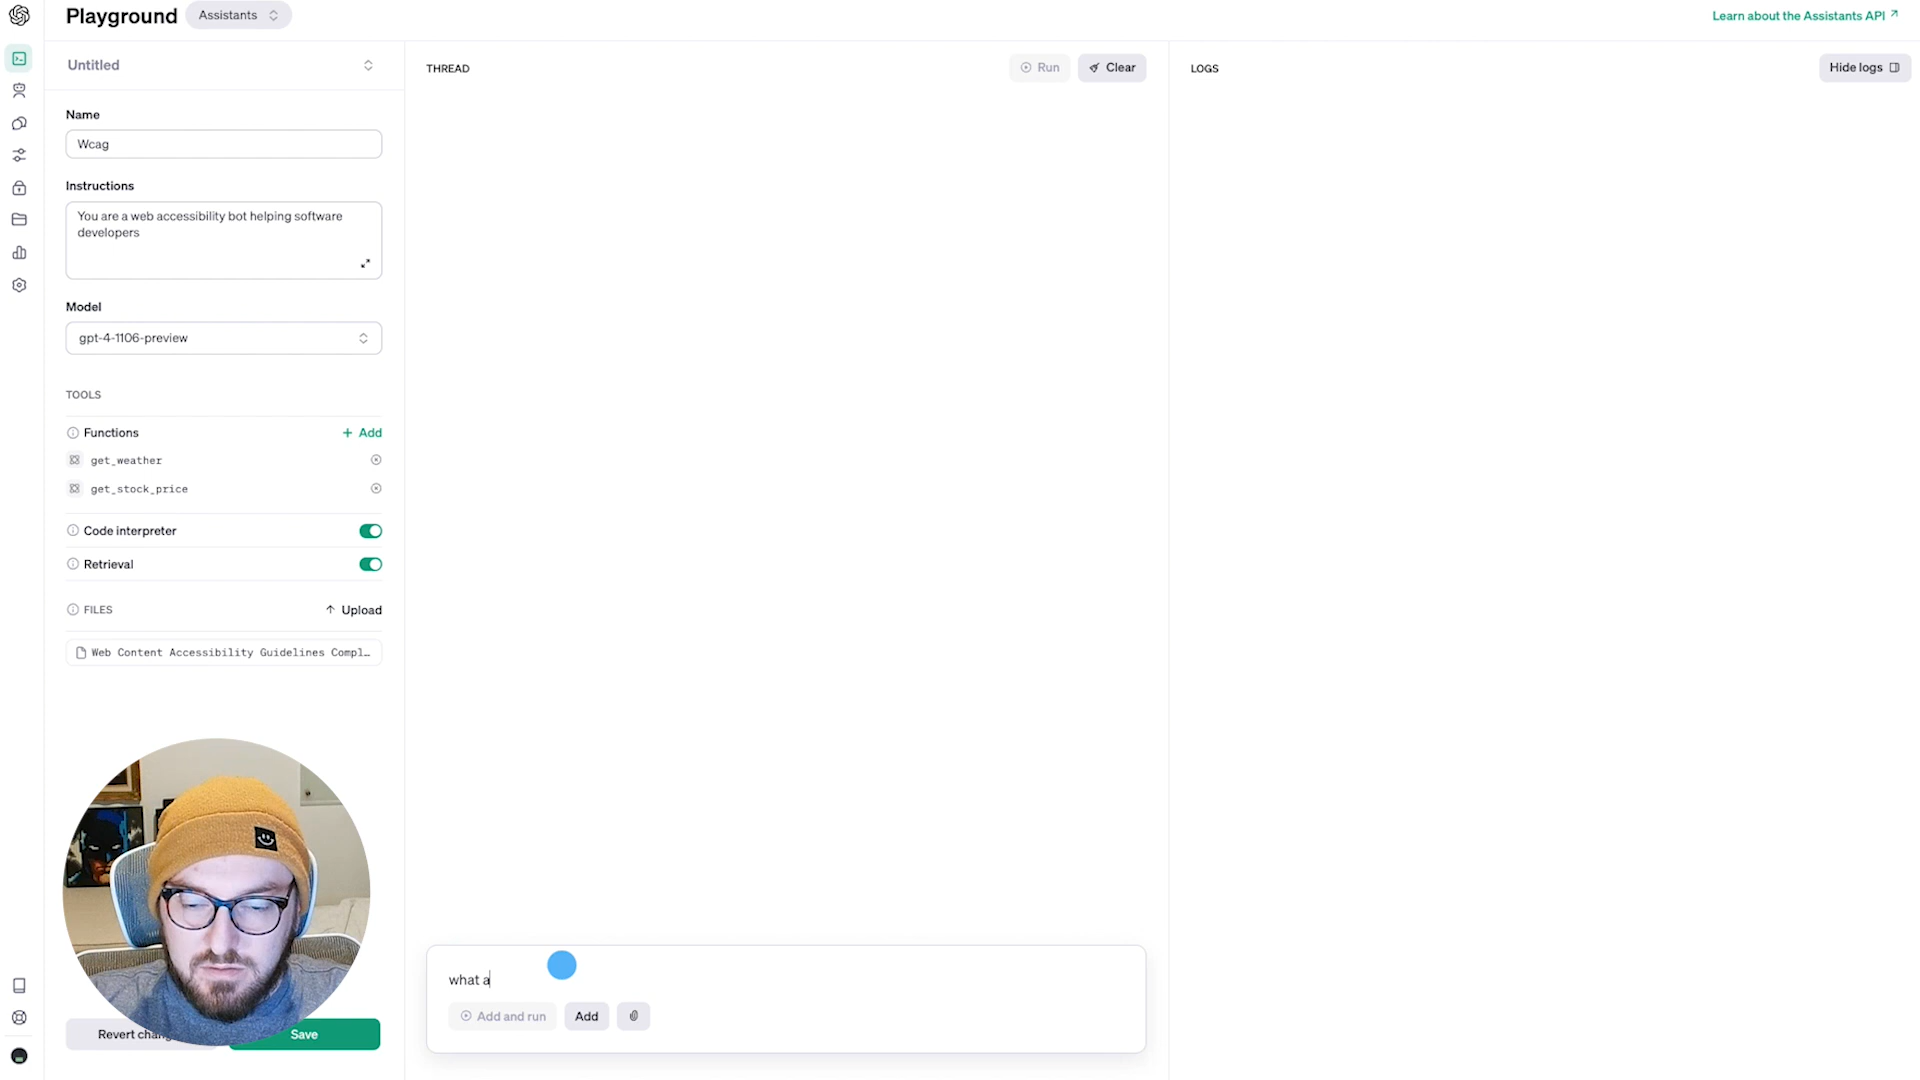 Playground
Assistants
Learn about the Assistants API
Untitled
THREAD
Run
Clear
LOGS
Hide logs
Name
Wcag
Instructions
You are a web accessibility bot helping software
developers
Model
gpt-4-1106-preview
TOOLS
Functions
+ Add
get_weather
get_stock_price
Code interpreter
Retrieval
FILES
Upload
Web Content Accessibility Guidelines Compl…
what a
Add and run
Add
Revert chang
Save